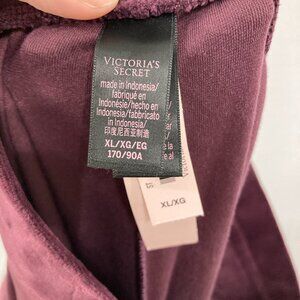 VICTORIA'S
SECRET
made in Indonesia/
fabriqué en
Indonésie/hecho en
Indonesia/fabbricato
in Indonesia/
印度尼西亚制造
XL/XG/EG
170/90A
XL/XG